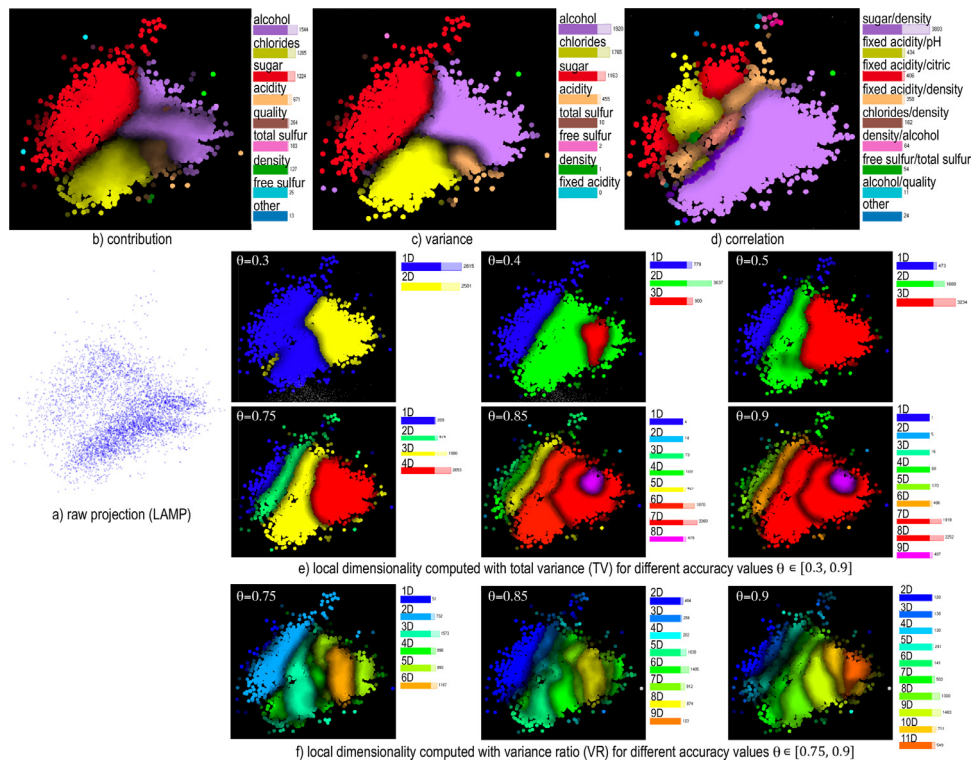 alcohol
1544
chlorides
1285
sugar
1224
acidity
971
quality
264
total sulfur
183
density
127
free sulfur
25
other
13
b) contribution
alcohol
1920
chlorides
1785
sugar
1163
acidity
455
total sulfur
10
free sulfur
2
density
1
fixed acidity
0
c) variance
sugar/density
fixed acidity/pH
434
fixed acidity/citric
406
fixed acidity/density
350
chlorides/density
182
density/alcohol
64
free sulfur/total sulfur
54
alcohol/quality
11
other
24
d) correlation
a) raw projection (LAMP)
θ=0.3
1D
2D
θ=0.4
1D
779
2D
3D
θ=0.5
1D
473
2D
3D
3234
θ=0.75
1D
2D
3D
4D
θ=0.85
1D
2D
3D
4D
5D
6D
7D
8D
θ=0.9
1D
2D
3D
4D
5D
6D
7D
8D
9D
e) local dimensionality computed with total variance (TV) for different accuracy values θ ∈ [0.3, 0.9]
θ=0.75
1D
2D
3D
4D
5D
6D
θ=0.85
2D
3D
4D
5D
6D
7D
8D
9D
θ=0.9
2D
3D
4D
5D
6D
7D
8D
9D
10D
11D
f) local dimensionality computed with variance ratio (VR) for different accuracy values θ ∈ [0.75, 0.9]